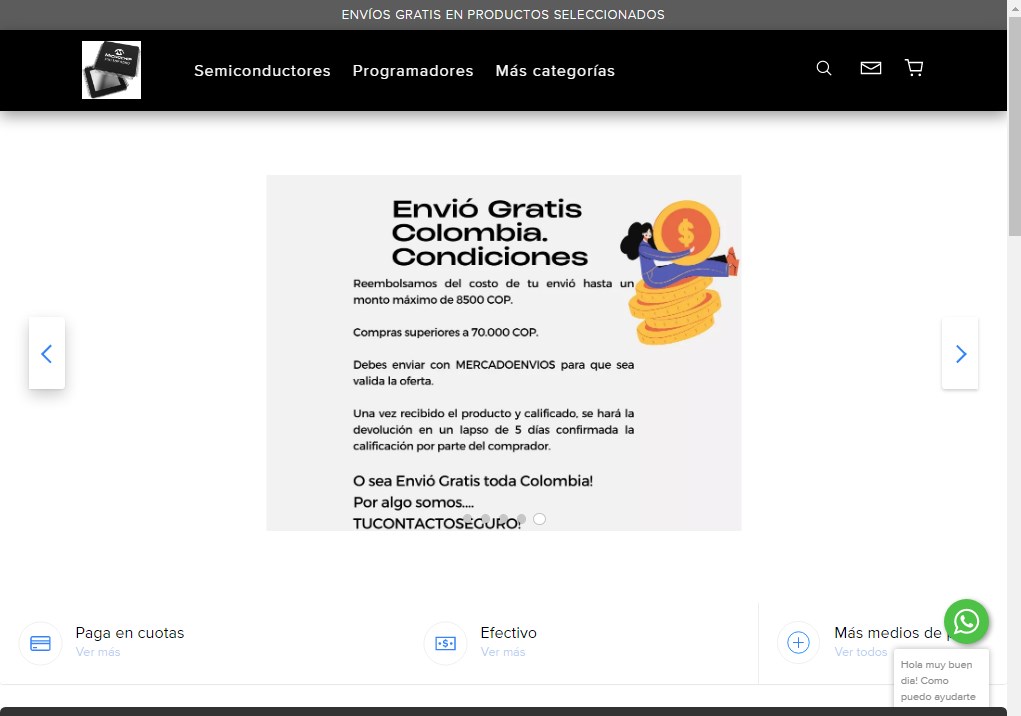 ENVÍOS GRATIS EN PRODUCTOS SELECCIONADOS
MICROCHIP
Semiconductores
Programadores
Más categorías
Envió Gratis
Colombia.
Condiciones
Reembolsamos del costo de tu envió hasta un
monto máximo de 8500 COP.
Compras superiores a 70.000 COP.
Debes enviar con MERCADOENVIOS para que sea
valida la oferta.
Una vez recibido el producto y calificado, se hará la
devolución en un lapso de 5 días confirmada la
calificación por parte del comprador.
O sea Envió Gratis toda Colombia!
Por algo somos....
TUCONTACTOSEGURO!
Paga en cuotas
Ver más
Efectivo
Ver más
Más medios de
Ver todos
Hola muy buen
dia! Como
puedo ayudarte